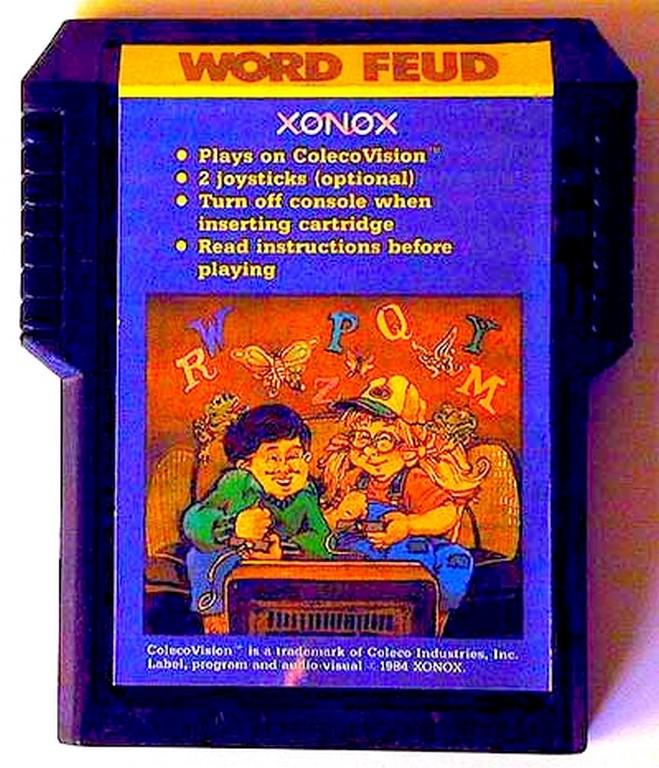 WORD FEUD
XONOX
• Plays on ColecoVision™
• 2 joysticks (optional)
• Turn off console when
inserting cartridge
• Read instructions before
playing
R W P Q Y
Z M
ColecoVision™ is a trademark of Coleco Industries, Inc.
Label, program and audio-visual © 1984 XONOX.